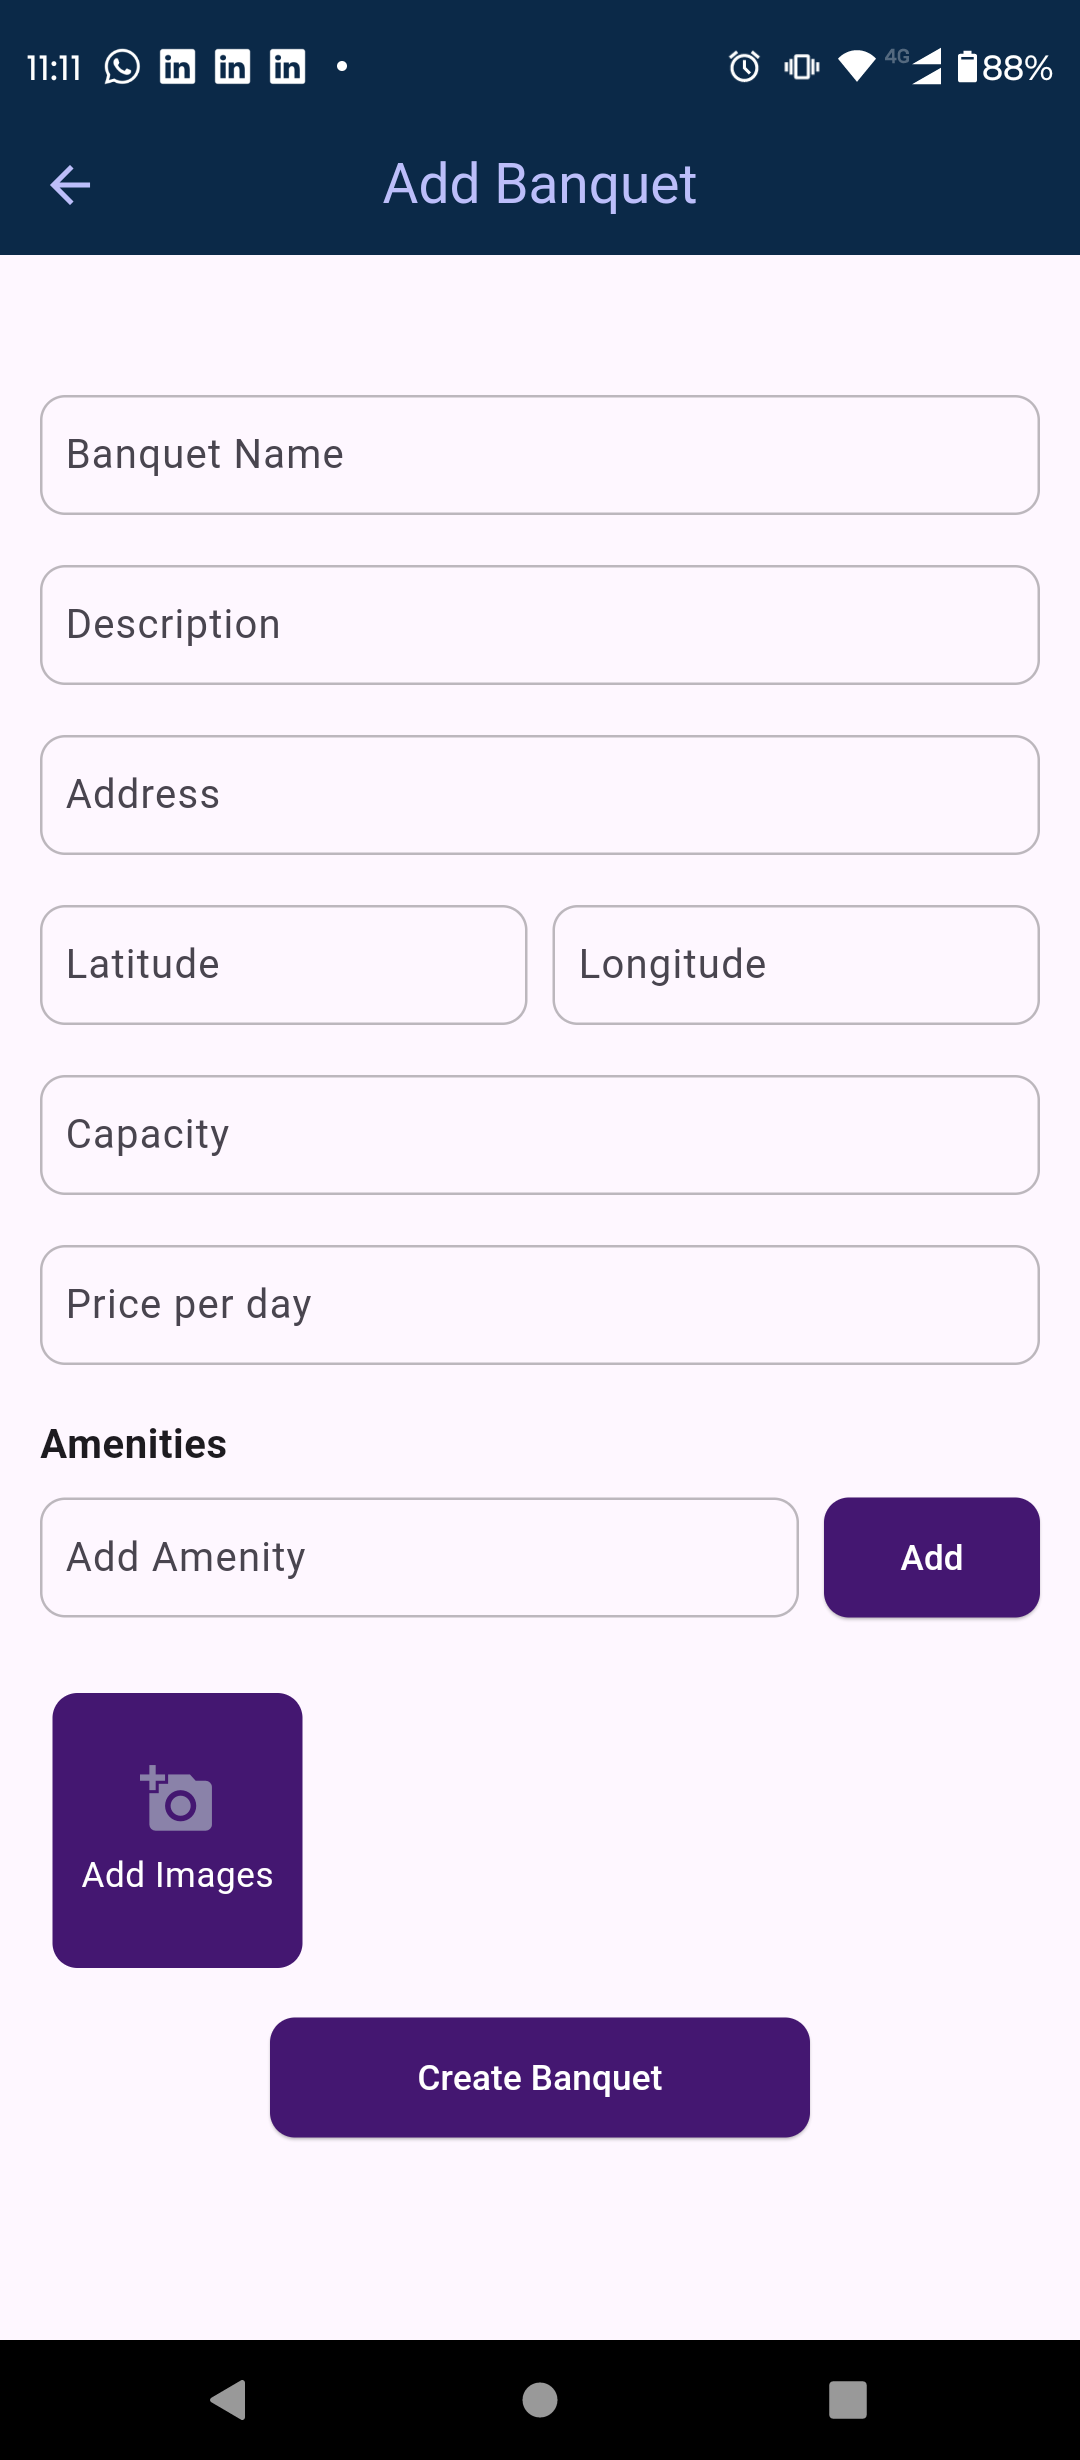 11:11 in in in 4G 88%
Add Banquet
Banquet Name
Description
Address
Latitude Longitude
Capacity
Price per day
Amenities
Add Amenity Add
Add Images
Create Banquet